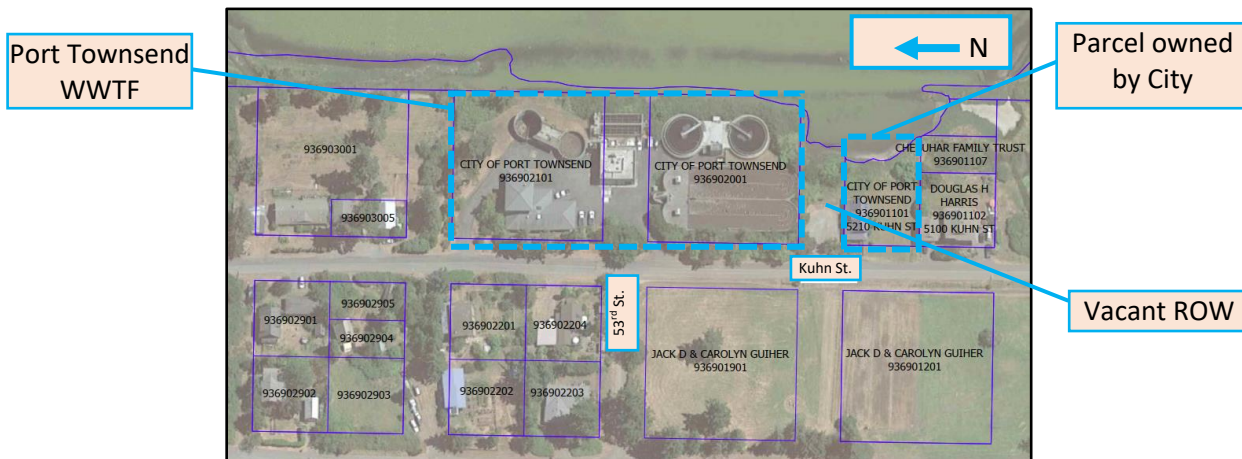 Port Townsend
WWTF
N
Parcel owned
by City
936903001
936903005
CITY OF PORT TOWNSEND
936902101
CITY OF PORT TOWNSEND
936902001
CITY OF PORT
TOWNSEND
936901101
5210 KUHN ST
FAMILY TRUST
936901107
DOUGLAS H
HARRIS
936901102
5100 KUHN ST
Kuhn St.
Vacant ROW
53rd St.
936902901
936902905
936902904
936902902
936902903
936902201
936902204
936902202
936902203
JACK D & CAROLYN GUIHER
936901901
JACK D & CAROLYN GUIHER
936901201